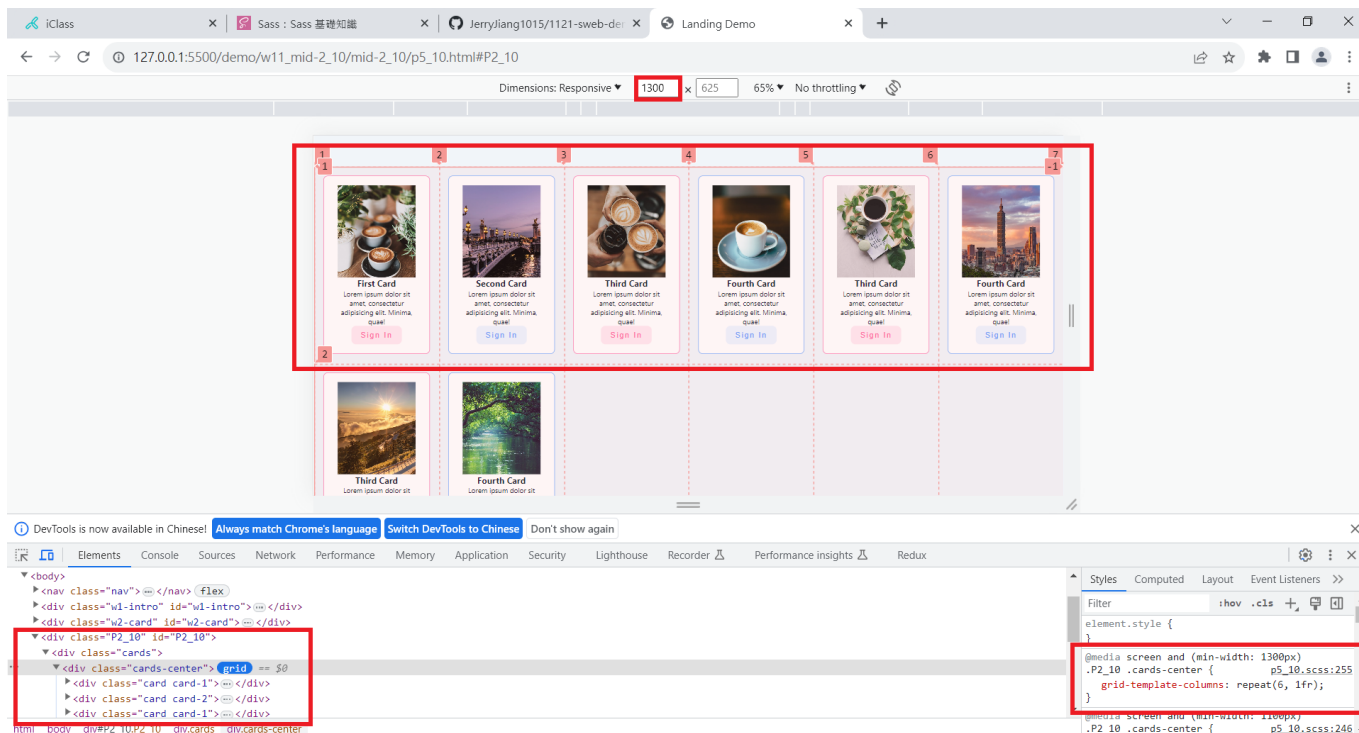 iClass
Sass : Sass 基礎知識
JerryJiang1015/1121-sweb-der
Landing Demo
127.0.0.1:5500/demo/w11_mid-2_10/mid-2_10/p5_10.html#P2_10
Dimensions: Responsive 1300 × 625 65% No throttling
1 2 3 4 5 6 7
1 -1
First Card Second Card Third Card Fourth Card Third Card Fourth Card
Lorem ipsum dolor sit Lorem ipsum dolor sit Lorem ipsum dolor sit Lorem ipsum dolor sit Lorem ipsum dolor sit Lorem ipsum dolor sit
amet, consectetur amet, consectetur amet, consectetur amet, consectetur amet, consectetur amet, consectetur
adipisicing elit. Minima, adipisicing elit. Minima, adipisicing elit. Minima, adipisicing elit. Minima, adipisicing elit. Minima, adipisicing elit. Minima,
quae! quae! quae! quae! quae! quae!
Sign In Sign In Sign In Sign In Sign In Sign In
2
Third Card Fourth Card
Lorem ipsum dolor sit Lorem ipsum dolor sit
DevTools is now available in Chinese! Always match Chrome's language Switch DevTools to Chinese Don't show again
Elements Console Sources Network Performance Memory Application Security Lighthouse Recorder Performance insights Redux
<body>
<nav class="nav">…</nav> flex
<div class="w1-intro" id="w1-intro">…</div>
<div class="w2-card" id="w2-card">…</div>
<div class="P2_10" id="P2_10">
<div class="cards">
<div class="cards-center"> grid == $0
<div class="card card-1">…</div>
<div class="card card-2">…</div>
<div class="card card-1">…</div>
html body div#P2_10.P2_10 div.cards div.cards-center
Styles Computed Layout Event Listeners
Filter :hov .cls
element.style {
}
@media screen and (min-width: 1300px)
.P2_10 .cards-center { p5_10.scss:255
grid-template-columns: repeat(6, 1fr);
}
@media screen and (min-width: 1100px)
.P2_10 .cards-center { p5_10.scss:246